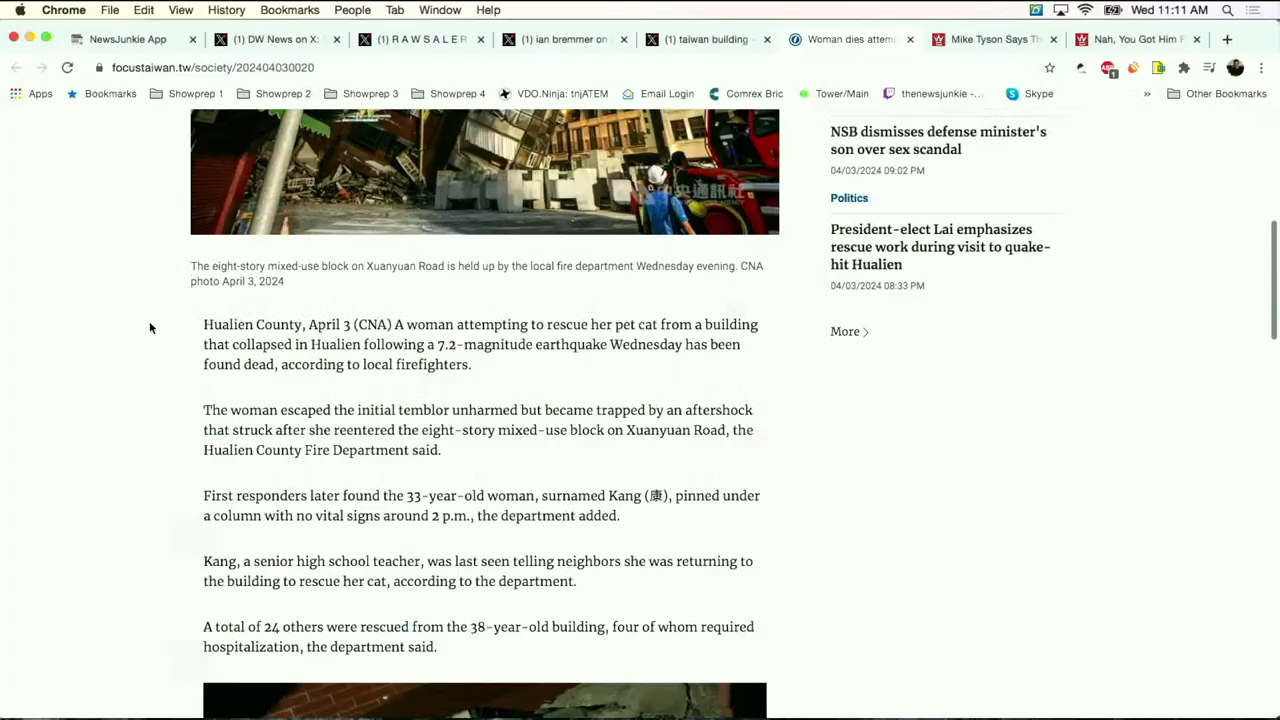 Chrome File Edit View History Bookmarks People Tab Window Help Wed 11:11 AM
NewsJunkie App × (1) DW News on X: × (1) R A W S A L E R × (1) ian bremmer on × (1) taiwan building - × Woman dies attem × Mike Tyson Says Th × Nah, You Got Him F × +
focustaiwan.tw/society/202404030020
Apps Bookmarks Showprep 1 Showprep 2 Showprep 3 Showprep 4 VDO.Ninja: tnjATEM Email Login Comrex Bric Tower/Main thenewsjunkie -... Skype » Other Bookmarks
中央通訊社
The eight-story mixed-use block on Xuanyuan Road is held up by the local fire department Wednesday evening. CNA
photo April 3, 2024
Hualien County, April 3 (CNA) A woman attempting to rescue her pet cat from a building
that collapsed in Hualien following a 7.2-magnitude earthquake Wednesday has been
found dead, according to local firefighters.
The woman escaped the initial temblor unharmed but became trapped by an aftershock
that struck after she reentered the eight-story mixed-use block on Xuanyuan Road, the
Hualien County Fire Department said.
First responders later found the 33-year-old woman, surnamed Kang (康), pinned under
a column with no vital signs around 2 p.m., the department added.
Kang, a senior high school teacher, was last seen telling neighbors she was returning to
the building to rescue her cat, according to the department.
A total of 24 others were rescued from the 38-year-old building, four of whom required
hospitalization, the department said.
NSB dismisses defense minister's
son over sex scandal
04/03/2024 09:02 PM
Politics
President-elect Lai emphasizes
rescue work during visit to quake-
hit Hualien
04/03/2024 08:33 PM
More >